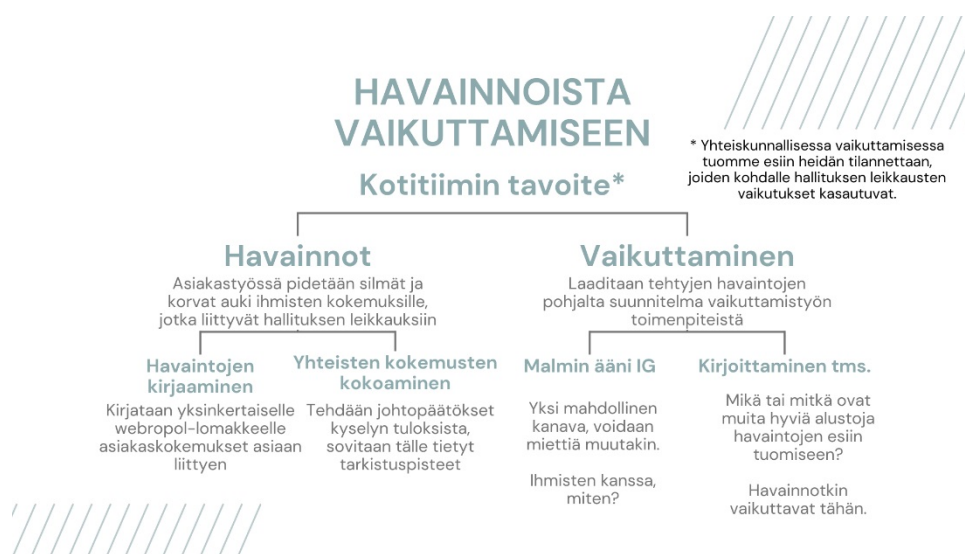 HAVAINNOISTA
VAIKUTTAMISEEN
Kotitiimin tavoite*
* Yhteiskunnallisessa vaikuttamisessa
tuomme esiin heidän tilannettaan,
joiden kohdalle hallituksen leikkausten
vaikutukset kasautuvat.
Havainnot
Asiakastyössä pidetään silmät ja
korvat auki ihmisten kokemuksille,
jotka liittyvät hallituksen leikkauksiin
Vaikuttaminen
Laaditaan tehtyjen havaintojen
pohjalta suunnitelma vaikuttamistyön
toimenpiteistä
Havaintojen
kirjaaminen
Kirjataan yksinkertaiselle
webropol-lomakkeelle
asiakaskokemukset asiaan
liittyen
Yhteisten kokemusten
kokoaminen
Tehdään johtopäätökset
kyselyn tuloksista,
sovitaan tälle tietyt
tarkistuspisteet
Malmin ääni IG
Yksi mahdollinen
kanava, voidaan
miettiä muutakin.
Ihmisten kanssa,
miten?
Kirjoittaminen tms.
Mikä tai mitkä ovat
muita hyviä alustoja
havaintojen esiin
tuomiseen?
Havainnotkin
vaikuttavat tähän.